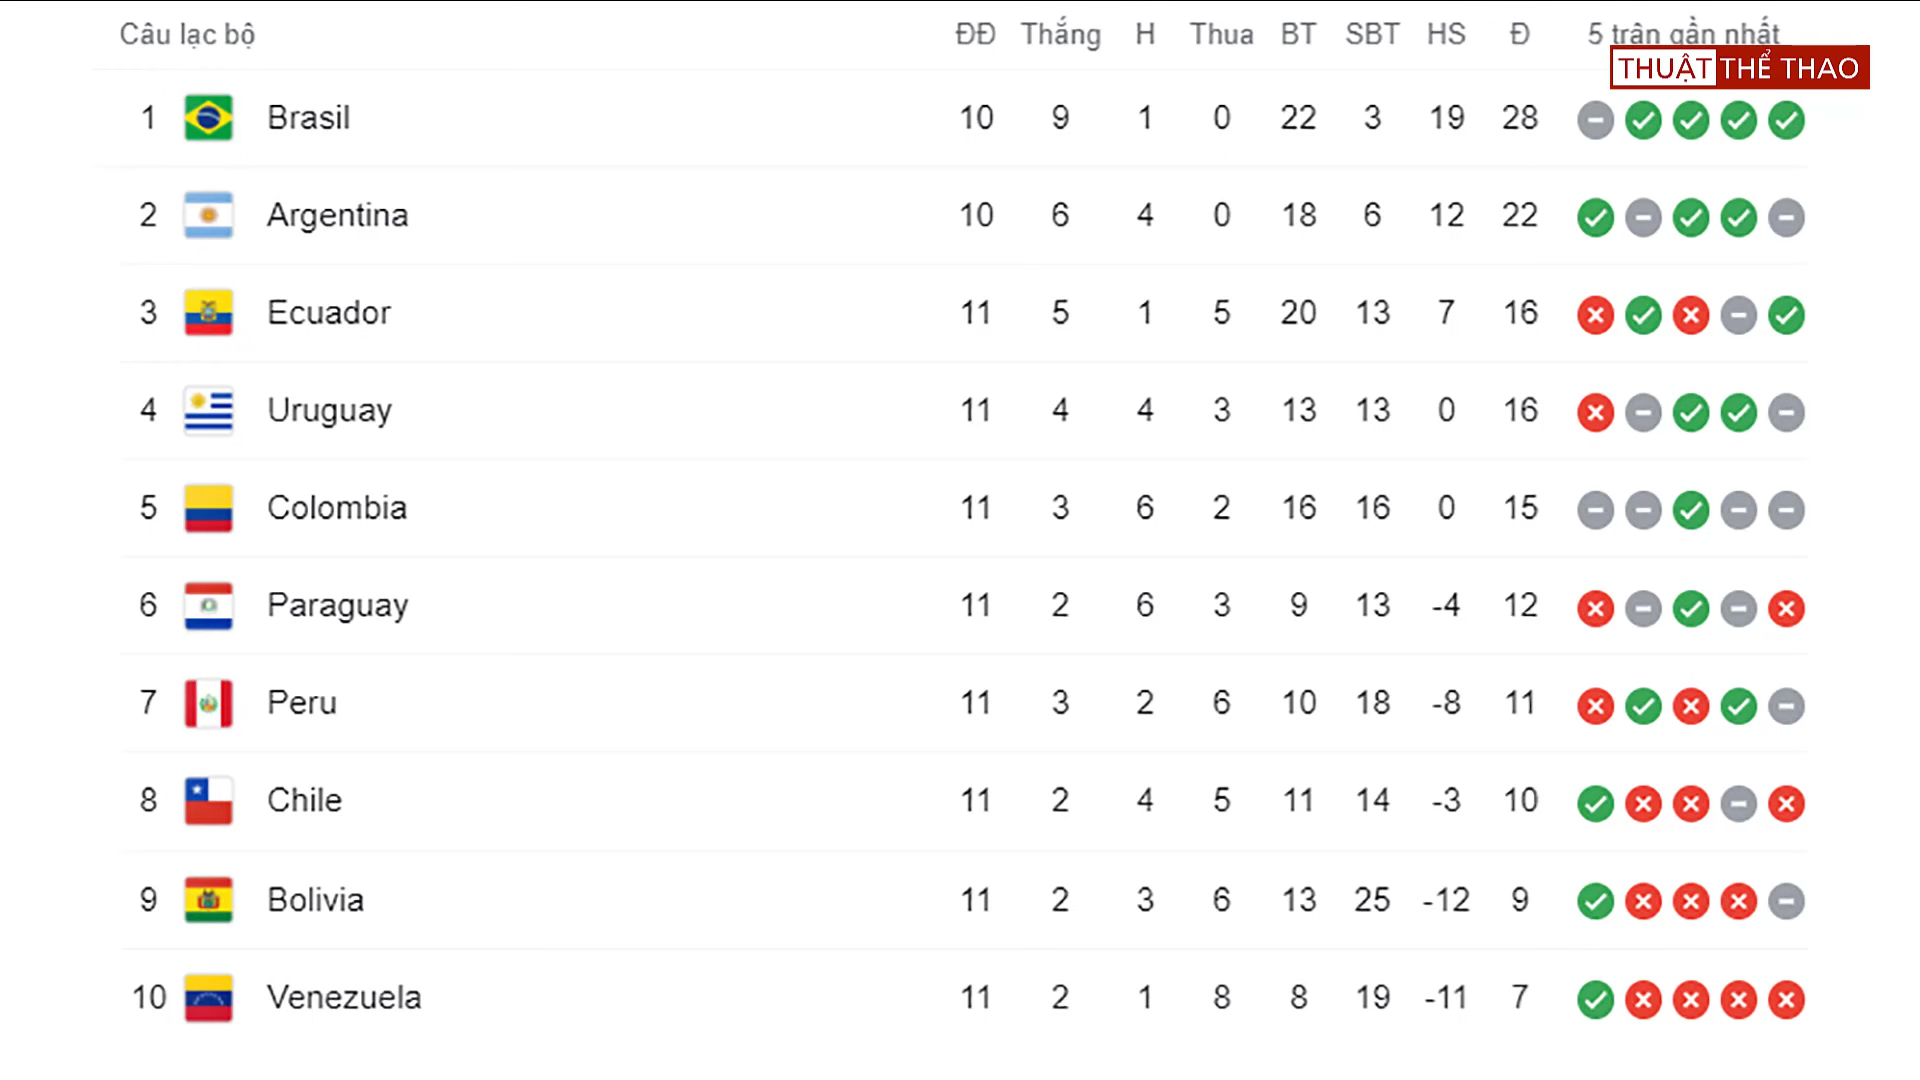 Câu lạc bộ ĐĐ Thắng H Thua BT SBT HS Đ 5 trận gần nhất
THUẬT THỂ THAO
1 Brasil 10 9 1 0 22 3 19 28
2 Argentina 10 6 4 0 18 6 12 22
3 Ecuador 11 5 1 5 20 13 7 16
4 Uruguay 11 4 4 3 13 13 0 16
5 Colombia 11 3 6 2 16 16 0 15
6 Paraguay 11 2 6 3 9 13 -4 12
7 Peru 11 3 2 6 10 18 -8 11
8 Chile 11 2 4 5 11 14 -3 10
9 Bolivia 11 2 3 6 13 25 -12 9
10 Venezuela 11 2 1 8 8 19 -11 7